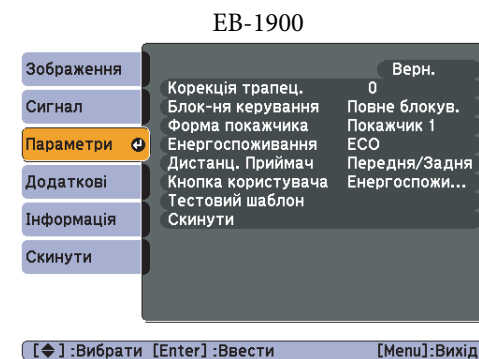 EB-1900
Зображення
Сигнал
Параметри
Додаткові
Інформація
Скинути
Верн.
Корекція трапец. 0
Блок-ня керування Повне блокув.
Форма покажчика Покажчик 1
Енергоспоживання ECO
Дистанц. Приймач Передня/Задня
Кнопка користувача Енергоспожи...
Тестовий шаблон
Скинути
[◆] :Вибрати [Enter] :Ввести [Menu]:Вихід